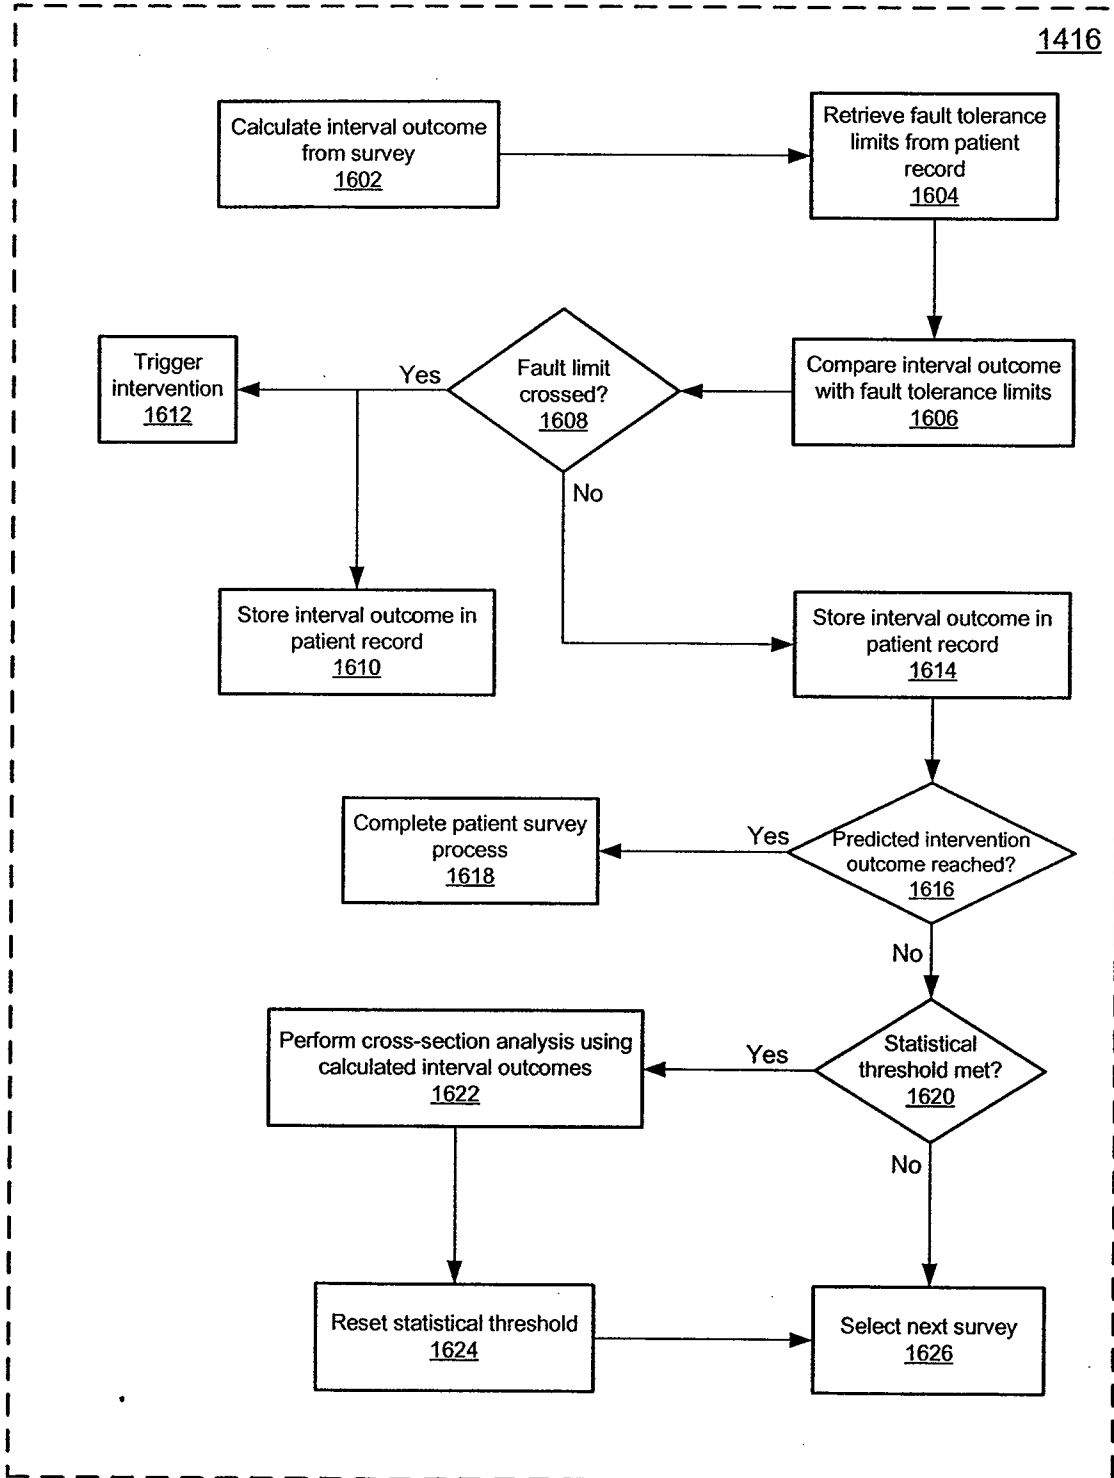 1416
Calculate interval outcome
from survey
1602
Retrieve fault tolerance
limits from patient
record
1604
Trigger
intervention
1612
Yes
Fault limit
crossed?
1608
Compare interval outcome
with fault tolerance limits
1606
No
Store interval outcome in
patient record
1610
Store interval outcome in
patient record
1614
Complete patient survey
process
1618
Yes
Predicted intervention
outcome reached?
1616
No
Perform cross-section analysis using
calculated interval outcomes
1622
Yes
Statistical
threshold met?
1620
No
Reset statistical threshold
1624
Select next survey
1626